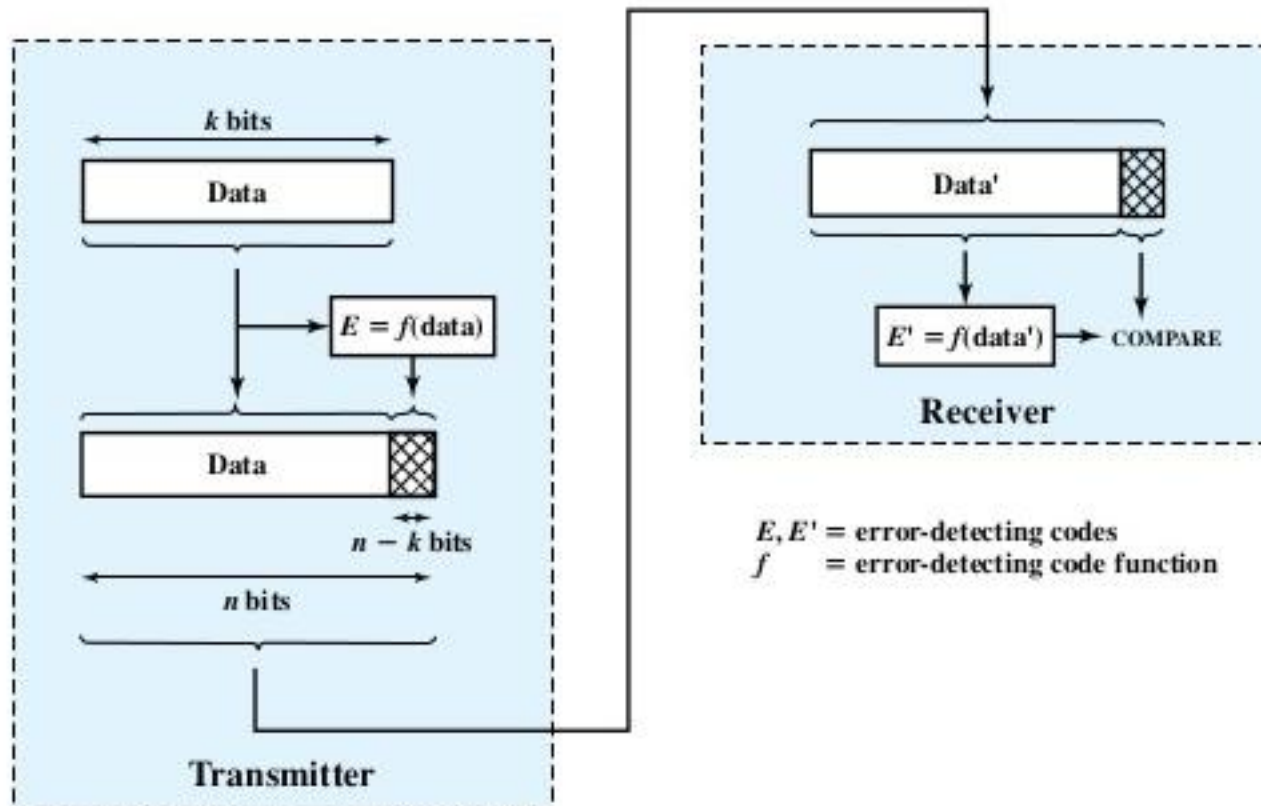 k bits
Data
E = f(data)
Data
n − k bits
n bits
Transmitter
Data'
E' = f(data')
COMPARE
Receiver
E, E' = error-detecting codes
f = error-detecting code function